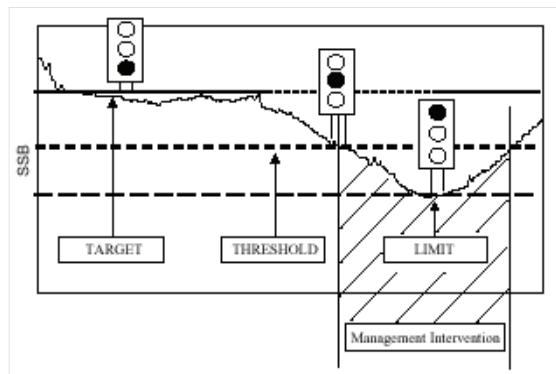 SSB
TARGET
THRESHOLD
LIMIT
Management Intervention